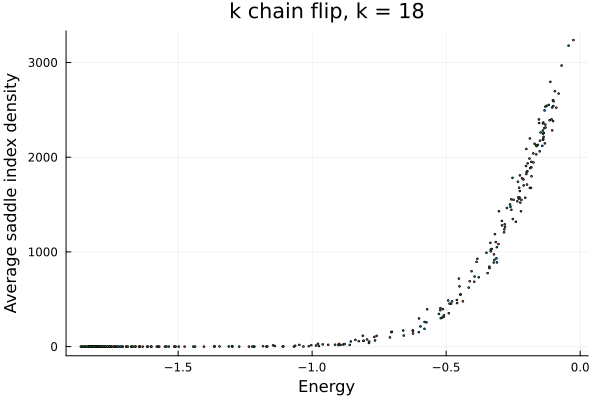 k chain flip, k = 18
Average saddle index density
3000
2000
1000
0
−1.5
−1.0
−0.5
0.0
Energy